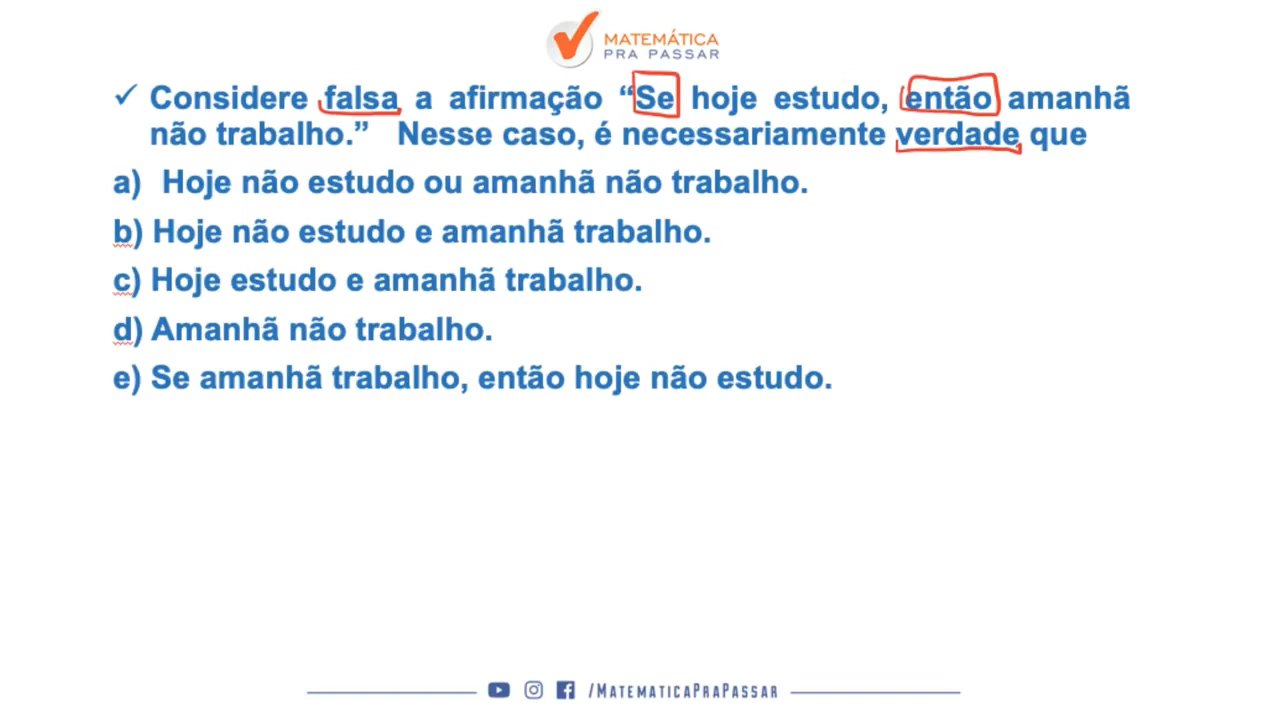 MATEMÁTICA
PRA PASSAR
✓ Considere falsa a afirmação “Se hoje estudo, então amanhã
não trabalho.” Nesse caso, é necessariamente verdade que
a) Hoje não estudo ou amanhã não trabalho.
b) Hoje não estudo e amanhã trabalho.
c) Hoje estudo e amanhã trabalho.
d) Amanhã não trabalho.
e) Se amanhã trabalho, então hoje não estudo.
/MATEMATICAPRAPASSAR